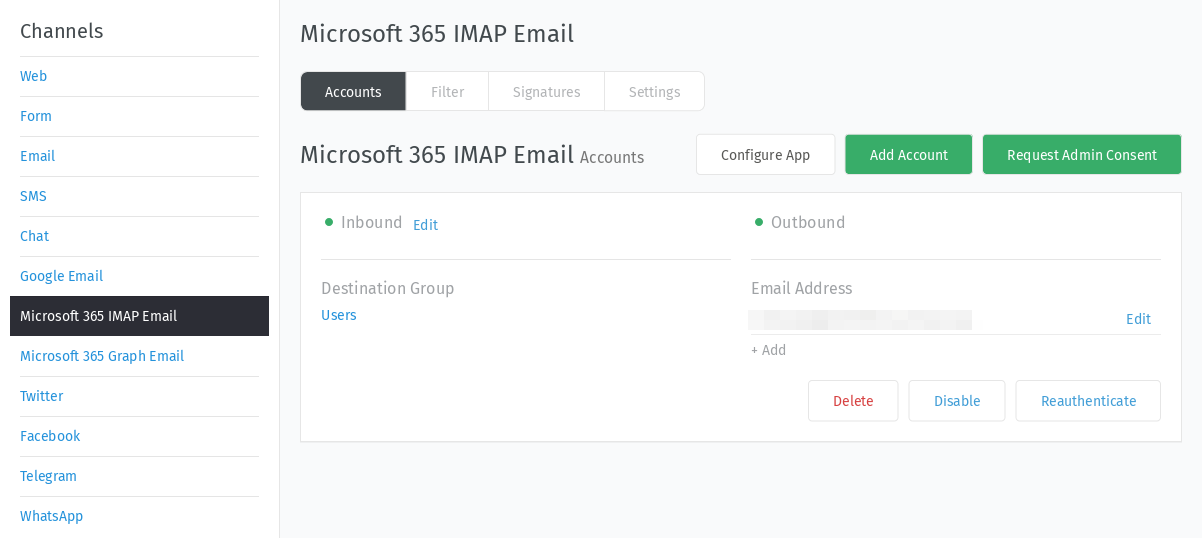 Channels
Web
Form
Email
SMS
Chat
Google Email
Microsoft 365 IMAP Email
Microsoft 365 Graph Email
Twitter
Facebook
Telegram
WhatsApp
Microsoft 365 IMAP Email
Accounts Filter Signatures Settings
Microsoft 365 IMAP Email Accounts Configure App Add Account Request Admin Consent
Inbound Edit Outbound
Destination Group Email Address
Users Edit
+ Add
Delete Disable Reauthenticate